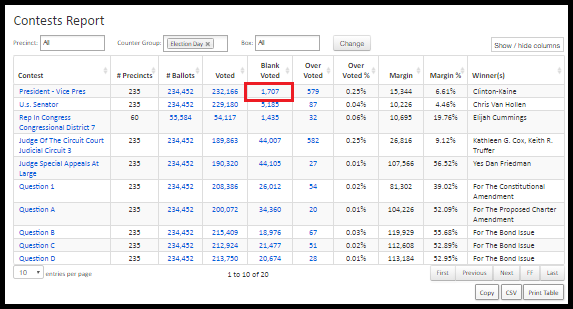 Contests Report
Precinct: All Counter Group: Election Day × Box: All Change Show / hide columns
Contest # Precincts # Ballots Voted Blank Voted Over Voted Over Voted % Margin Margin % Winner(s)
President - Vice Pres 235 234,452 232,166 1,707 579 0.25% 15,344 6.61% Clinton-Kaine
U.s. Senator 235 234,452 229,180 5,185 87 0.04% 10,226 4.46% Chris Van Hollen
Rep In Congress 60 55,584 54,117 1,435 32 0.06% 10,695 19.76% Elijah Cummings
Congressional District 7
Judge Of The Circuit Court 235 234,452 189,863 44,007 582 0.25% 26,816 9.12% Kathleen G. Cox, Keith R.
Judicial Circuit 3 Truffer
Judge Special Appeals At 235 234,452 190,320 44,105 27 0.01% 107,566 56.52% Yes Dan Friedman
Large
Question 1 235 234,452 208,386 26,012 54 0.02% 81,302 39.02% For The Constitutional
Amendment
Question A 235 234,452 200,072 34,360 20 0.01% 104,226 52.09% For The Proposed Charter
Amendment
Question B 235 234,452 215,409 18,976 67 0.03% 119,929 55.68% For The Bond Issue
Question C 235 234,452 212,924 21,477 51 0.02% 112,608 52.89% For The Bond Issue
Question D 235 234,452 213,750 20,674 28 0.01% 113,184 52.95% For The Bond Issue
10 entries per page 1 to 10 of 20 First Previous Next FF Last
Copy CSV Print Table